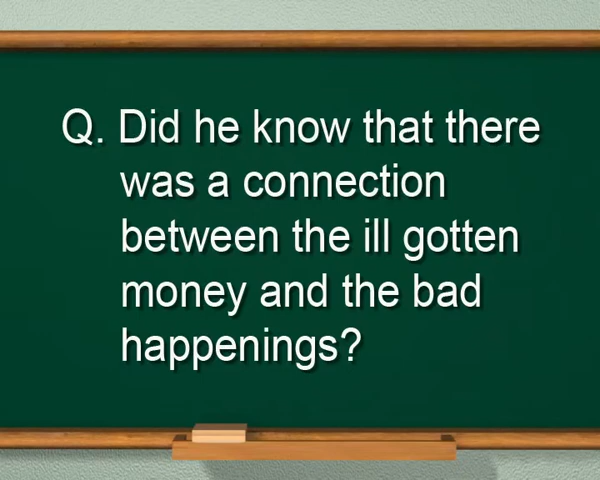 Q. Did he know that there
was a connection
between the ill gotten
money and the bad
happenings?